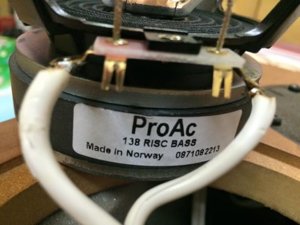 ProAc
138 RISC BASS
Made in Norway 0871082213